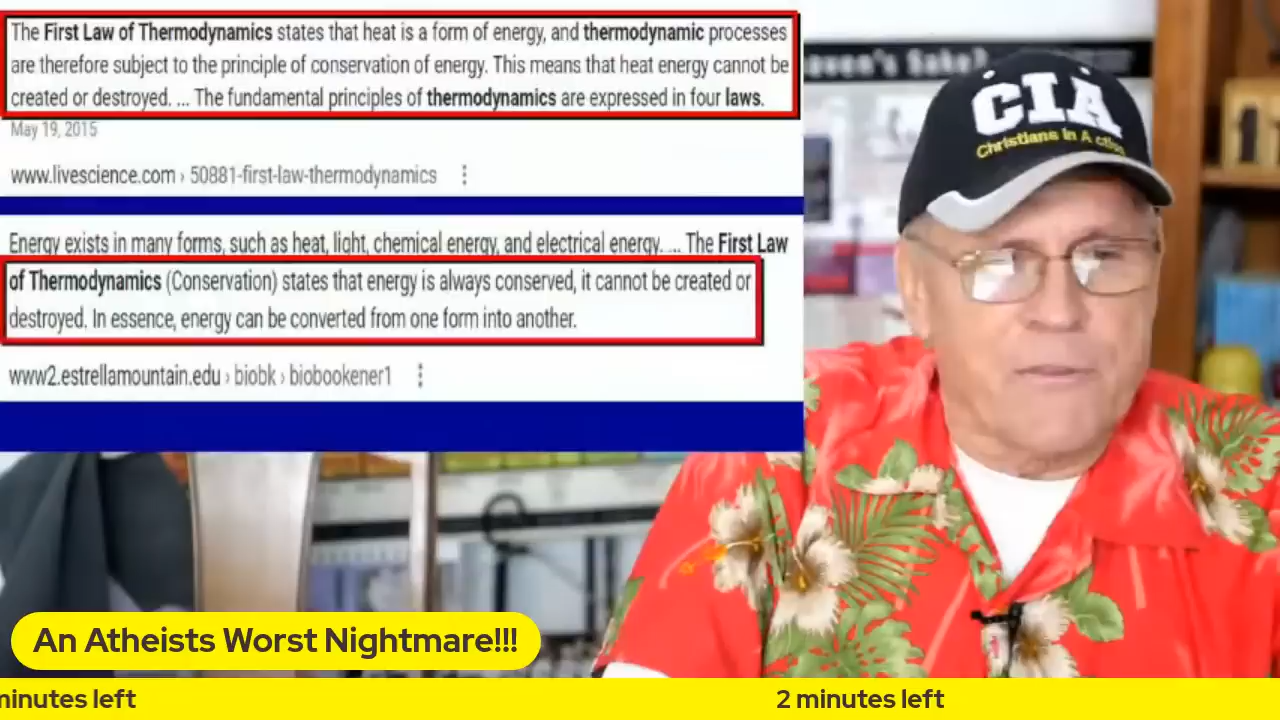 The First Law of Thermodynamics states that heat is a form of energy, and thermodynamic processes
are therefore subject to the principle of conservation of energy. This means that heat energy cannot be
created or destroyed. ... The fundamental principles of thermodynamics are expressed in four laws.
May 19, 2015
www.livescience.com › 50881-first-law-thermodynamics
Energy exists in many forms, such as heat, light, chemical energy, and electrical energy. ... The First Law
of Thermodynamics (Conservation) states that energy is always conserved, it cannot be created or
destroyed. In essence, energy can be converted from one form into another.
www2.estrellamountain.edu › biobk › biobookener1
aven's Sake?
CIA
Christians In Action
An Atheists Worst Nightmare!!!
minutes left
2 minutes left